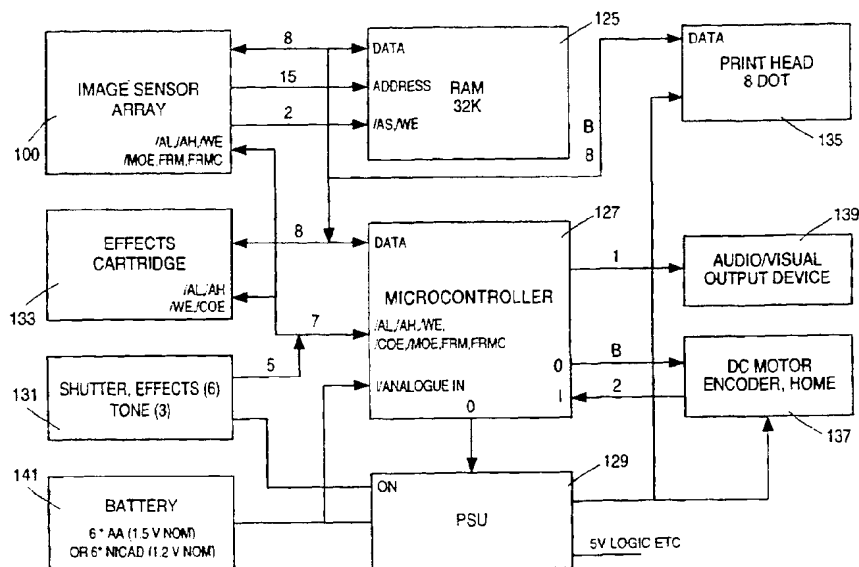 8
15
2
IMAGE SENSOR
ARRAY
/AL,/AH,/WE
/MOE,FRM,FRMC
100
DATA
ADDRESS
/AS,/WE
RAM
32K
125
B
8
DATA
PRINT HEAD
8 DOT
135
EFFECTS
CARTRIDGE
/AL,/AH
/WE,/COE
133
8
7
DATA
MICROCONTROLLER
/AL,/AH,/WE,
/COE,/MOE,FRM,FRMC
I/ANALOGUE IN
O
O
I
127
1
139
AUDIO/VISUAL
OUTPUT DEVICE
B
2
DC MOTOR
ENCODER, HOME
137
SHUTTER, EFFECTS (6)
TONE (3)
131
5
141
BATTERY
6* AA (1.5 V NOM)
OR 6* NICAD (1.2 V NOM)
ON
PSU
129
5V LOGIC ETC